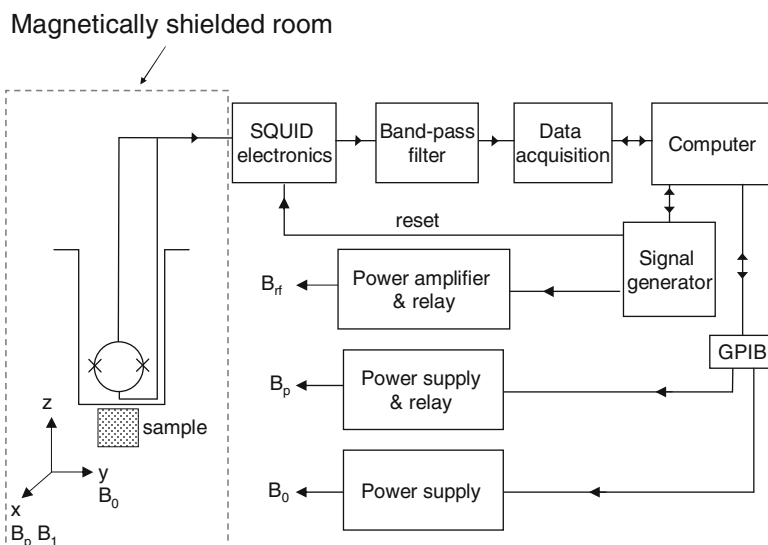 Magnetically shielded room
SQUID
electronics
Band-pass
filter
Data
acquisition
Computer
reset
Signal
generator
B_rf
Power amplifier
& relay
GPIB
B_p
Power supply
& relay
z
sample
y
B_0
x
B_p B_1
B_0
Power supply